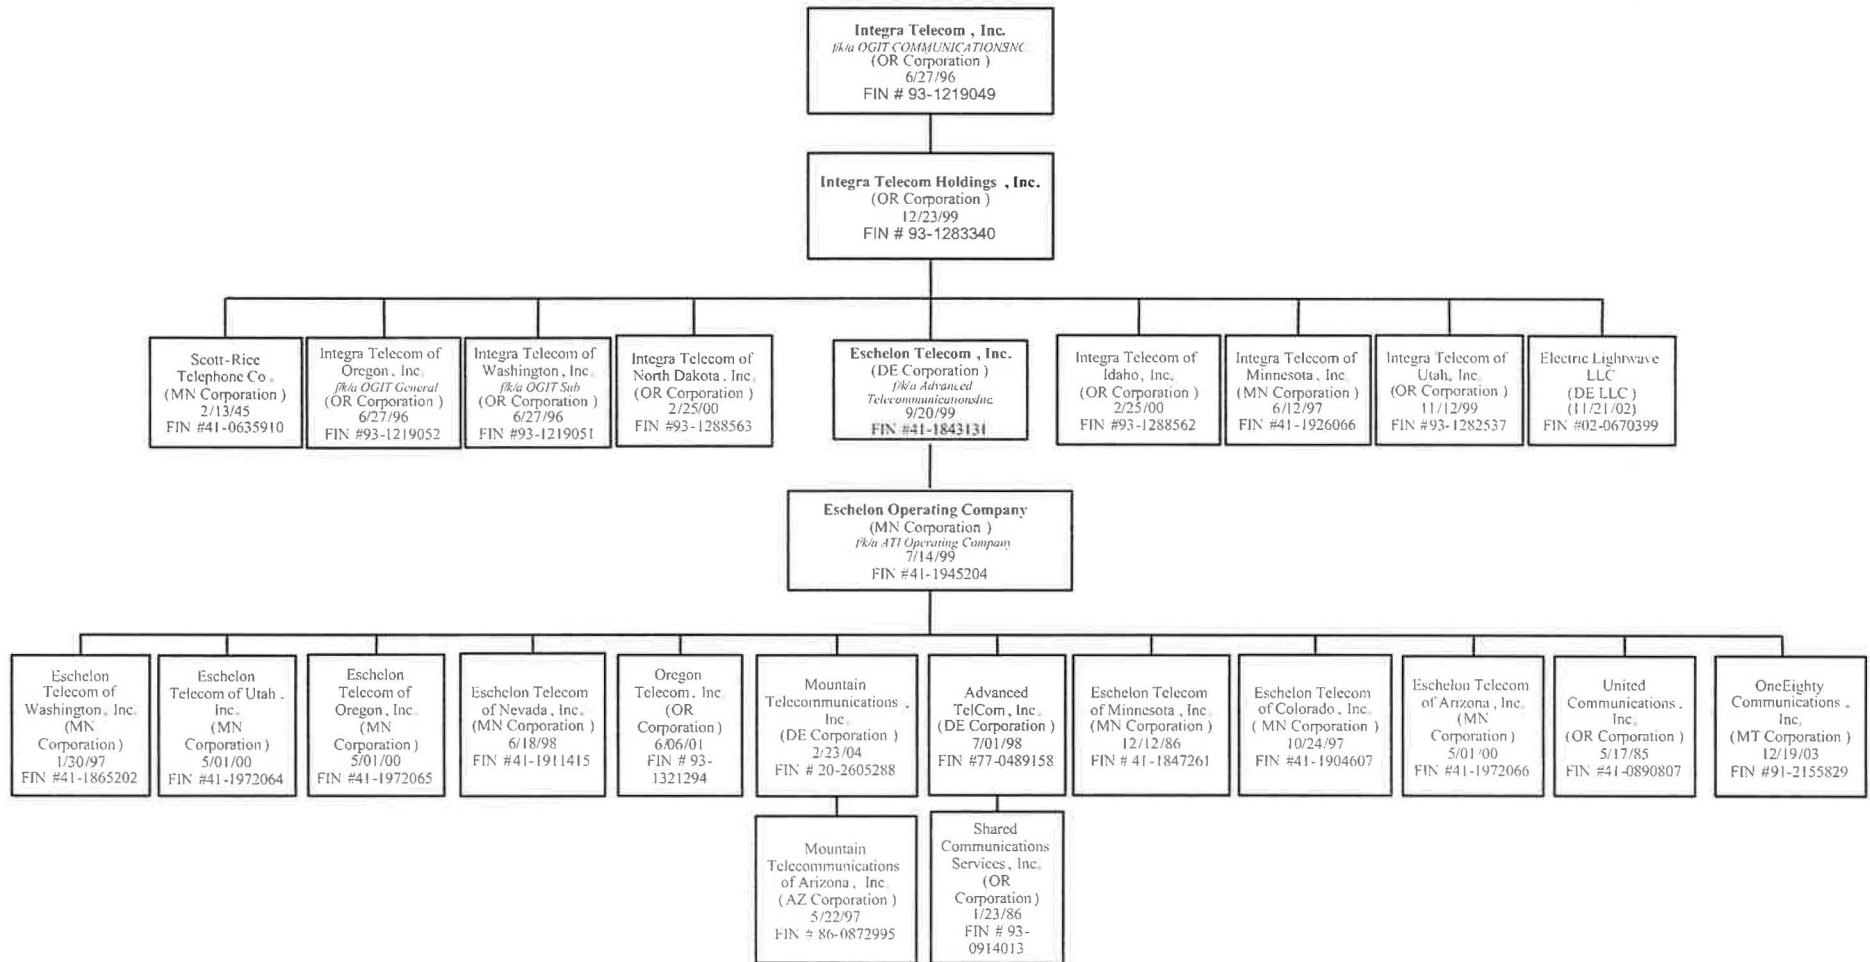 Integra Telecom , Inc.
f/k/a OGIT COMMUNICATIONSINC
(OR Corporation )
6/27/96
FIN # 93-1219049
Integra Telecom Holdings , Inc.
(OR Corporation )
12/23/99
FIN # 93-1283340
Scott-Rice
Telephone Co.
(MN Corporation )
2/13/45
FIN #41-0635910
Integra Telecom of
Oregon, Inc.
f/k/a OGIT General
(OR Corporation )
6/27/96
FIN #93-1219052
Integra Telecom of
Washington, Inc.
f/k/a OGIT Sub
(OR Corporation )
6/27/96
FIN #93-1219051
Integra Telecom of
North Dakota, Inc.
(OR Corporation )
2/25/00
FIN #93-1288563
Eschelon Telecom , Inc.
(DE Corporation )
f/k/a Advanced
TelecommunicationsInc.
9/20/99
FIN #41-1843131
Integra Telecom of
Idaho, Inc.
(OR Corporation )
2/25/00
FIN #93-1288562
Integra Telecom of
Minnesota, Inc.
(MN Corporation )
6/12/97
FIN #41-1926066
Integra Telecom of
Utah, Inc.
(OR Corporation )
11/12/99
FIN #93-1282537
Electric Lightwave
LLC
(DE LLC )
(11/21/02)
FIN #02-0670399
Eschelon Operating Company
(MN Corporation )
f/k/a ATI Operating Company
7/14/99
FIN #41-1945204
Eschelon
Telecom of
Washington, Inc.
(MN
Corporation)
1/30/97
FIN #41-1865202
Eschelon
Telecom of Utah ,
Inc.
(MN
Corporation )
5/01/00
FIN #41-1972064
Eschelon
Telecom of
Oregon, Inc.
(MN
Corporation )
5/01/00
FIN #41-1972065
Eschelon Telecom
of Nevada, Inc.
(MN Corporation )
6/18/98
FIN #41-1911415
Oregon
Telecom, Inc.
(OR
Corporation )
6/06/01
FIN # 93-
1321294
Mountain
Telecommunications ,
Inc.
(DE Corporation )
2/23/04
FIN # 20-2605288
Advanced
TelCom, Inc.
(DE Corporation )
7/01/98
FIN #77-0489158
Eschelon Telecom
of Minnesota , Inc.
(MN Corporation )
12/12/86
FIN # 41-1847261
Eschelon Telecom
of Colorado, Inc.
( MN Corporation )
10/24/97
FIN #41-1904607
Eschelon Telecom
of Arizona, Inc.
(MN
Corporation )
5/01/00
FIN #41-1972066
United
Communications ,
Inc.
(OR Corporation )
5/17/85
FIN #41-0890807
OneEighty
Communications ,
Inc.
(MT Corporation )
12/19/03
FIN #91-2155829
Mountain
Telecommunications
of Arizona, Inc.
( AZ Corporation )
5/22/97
FIN # 86-0872995
Shared
Communications
Services, Inc.
(OR
Corporation )
1/23/86
FIN # 93-
0914013